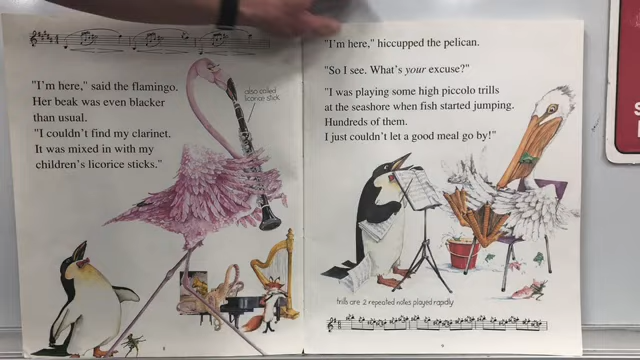 "I'm here," said the flamingo.
Her beak was even blacker
than usual.
"I couldn't find my clarinet.
It was mixed in with my
children's licorice sticks."
also called
licorice stick
"I'm here," hiccupped the pelican.
"So I see. What's your excuse?"
"I was playing some high piccolo trills
at the seashore when fish started jumping.
Hundreds of them.
I just couldn't let a good meal go by!"
trills are 2 repeated notes played rapidly